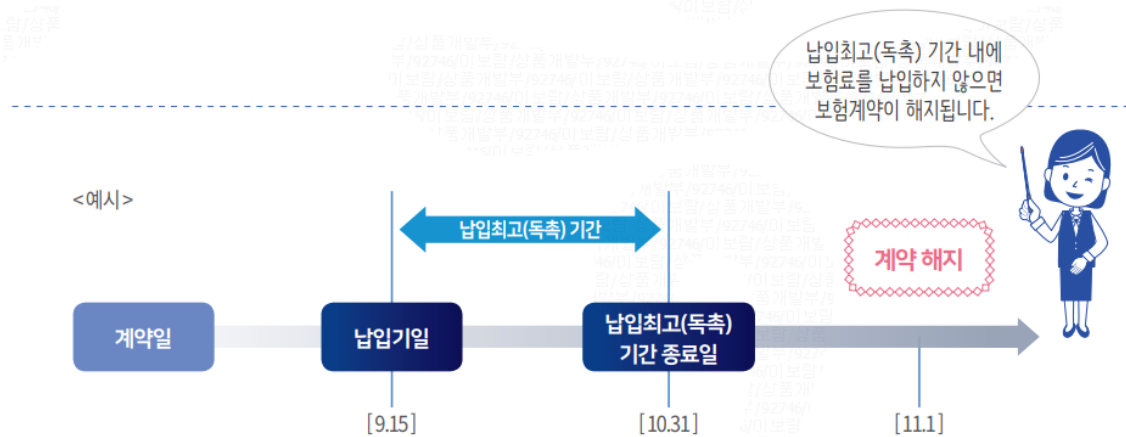 납입최고(독촉) 기간 내에
보험료를 납입하지 않으면
보험계약이 해지됩니다.
<예시>
납입최고(독촉) 기간
계약 해지
계약일
납입기일
납입최고(독촉)
기간 종료일
[9.15]
[10.31]
[11.1]